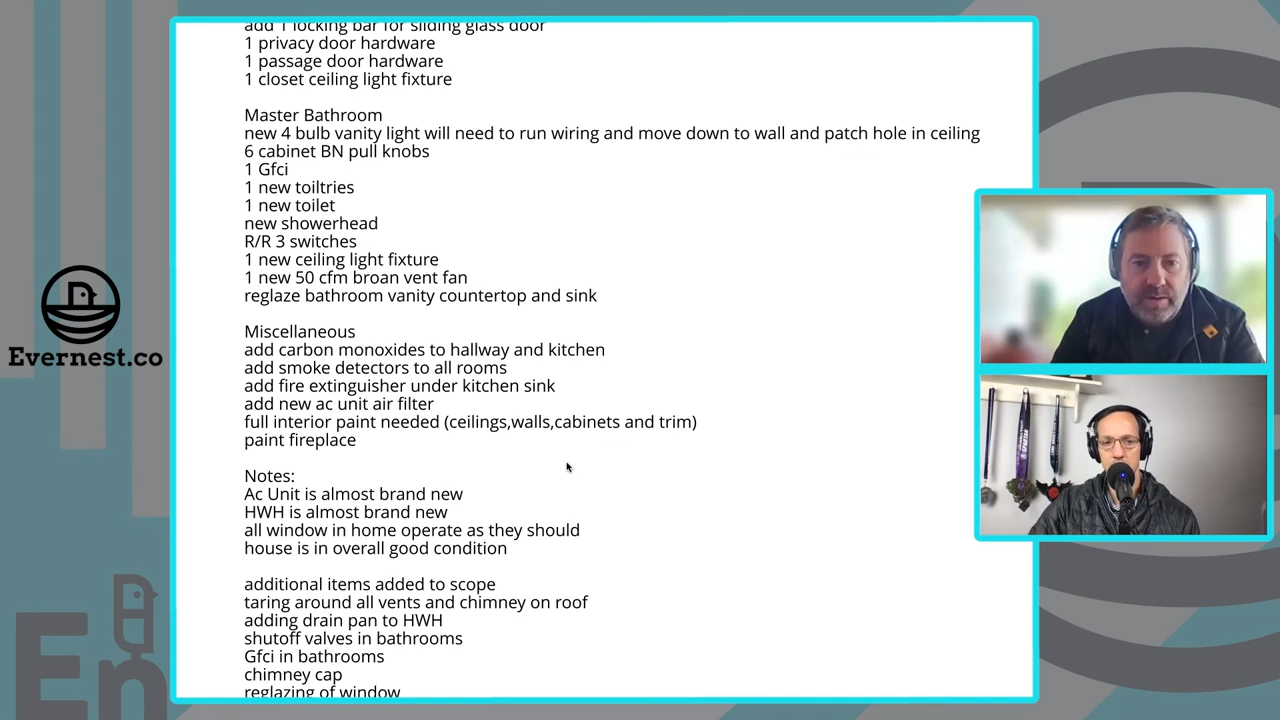 add 1 locking bar for sliding glass door
1 privacy door hardware
1 passage door hardware
1 closet ceiling light fixture
Master Bathroom
new 4 bulb vanity light will need to run wiring and move down to wall and patch hole in ceiling
6 cabinet BN pull knobs
1 Gfci
1 new toiltries
1 new toilet
new showerhead
R/R 3 switches
1 new ceiling light fixture
1 new 50 cfm broan vent fan
reglaze bathroom vanity countertop and sink
Miscellaneous
add carbon monoxides to hallway and kitchen
add smoke detectors to all rooms
add fire extinguisher under kitchen sink
add new ac unit air filter
full interior paint needed (ceilings,walls,cabinets and trim)
paint fireplace
Notes:
Ac Unit is almost brand new
HWH is almost brand new
all window in home operate as they should
house is in overall good condition
additional items added to scope
taring around all vents and chimney on roof
adding drain pan to HWH
shutoff valves in bathrooms
Gfci in bathrooms
chimney cap
reglazing of window
Evernest.co
En